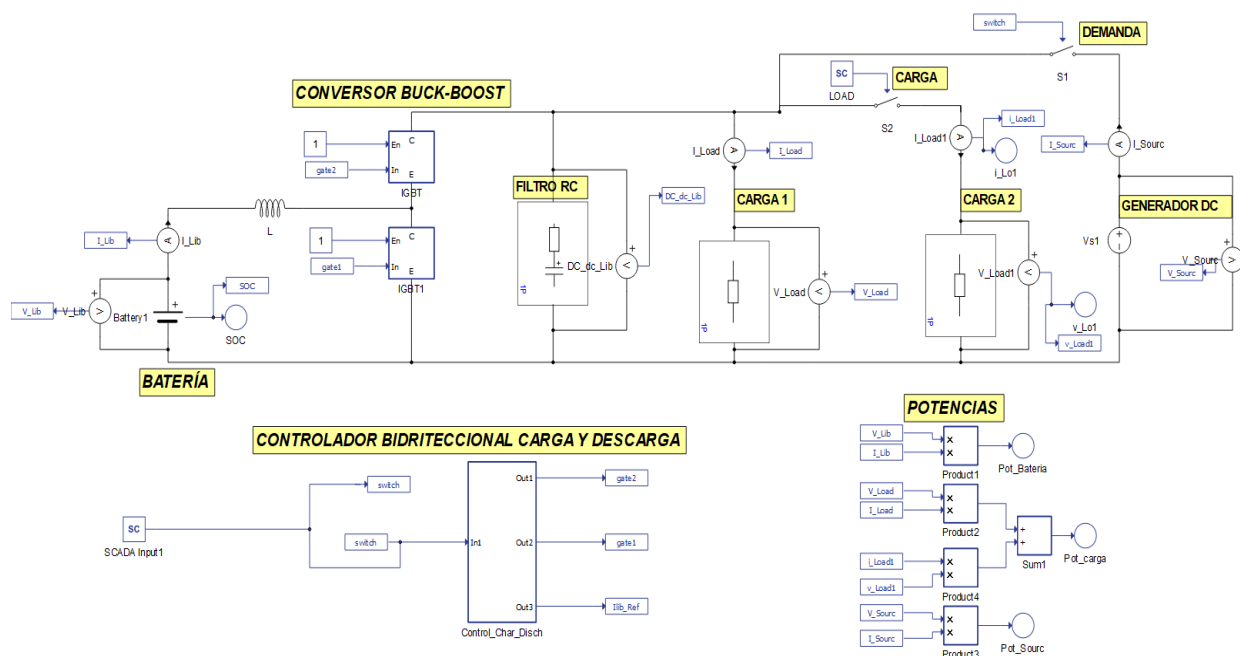 switch
DEMANDA
S1
SC
LOAD
CARGA
S2
CONVERSOR BUCK-BOOST
1
En
C
gate2
In
E
IGBT
I_Load
A
I_Load
I_Load1
A
i_Load1
i_Lo1
I_Sourc
A
I_Sourc
FILTRO RC
DC_dc_Lib
CARGA 1
CARGA 2
GENERADOR DC
L
1
En
C
gate1
In
E
IGBT1
I_Lib
A
I_Lib
+
DC_dc_Lib
V
1P
+
V_Load
V
V_Load
1P
+
V_Load1
V
v_Lo1
v_Load1
1P
Vs1
+
V_Sourc
V
V_Sourc
V_Lib
V_Lib
V
+
Battery1
SOC
SOC
BATERÍA
CONTROLADOR BIDRITECCIONAL CARGA Y DESCARGA
SC
SCADA Input1
switch
switch
In1
Out1
gate2
Out2
gate1
Out3
Ilib_Ref
Control_Char_Disch
POTENCIAS
V_Lib
I_Lib
x
x
Product1
Pot_Bateria
V_Load
I_Load
x
x
Product2
i_Load1
v_Load1
x
x
Product4
+
+
Sum1
Pot_carga
V_Sourc
I_Sourc
x
x
Product3
Pot_Sourc